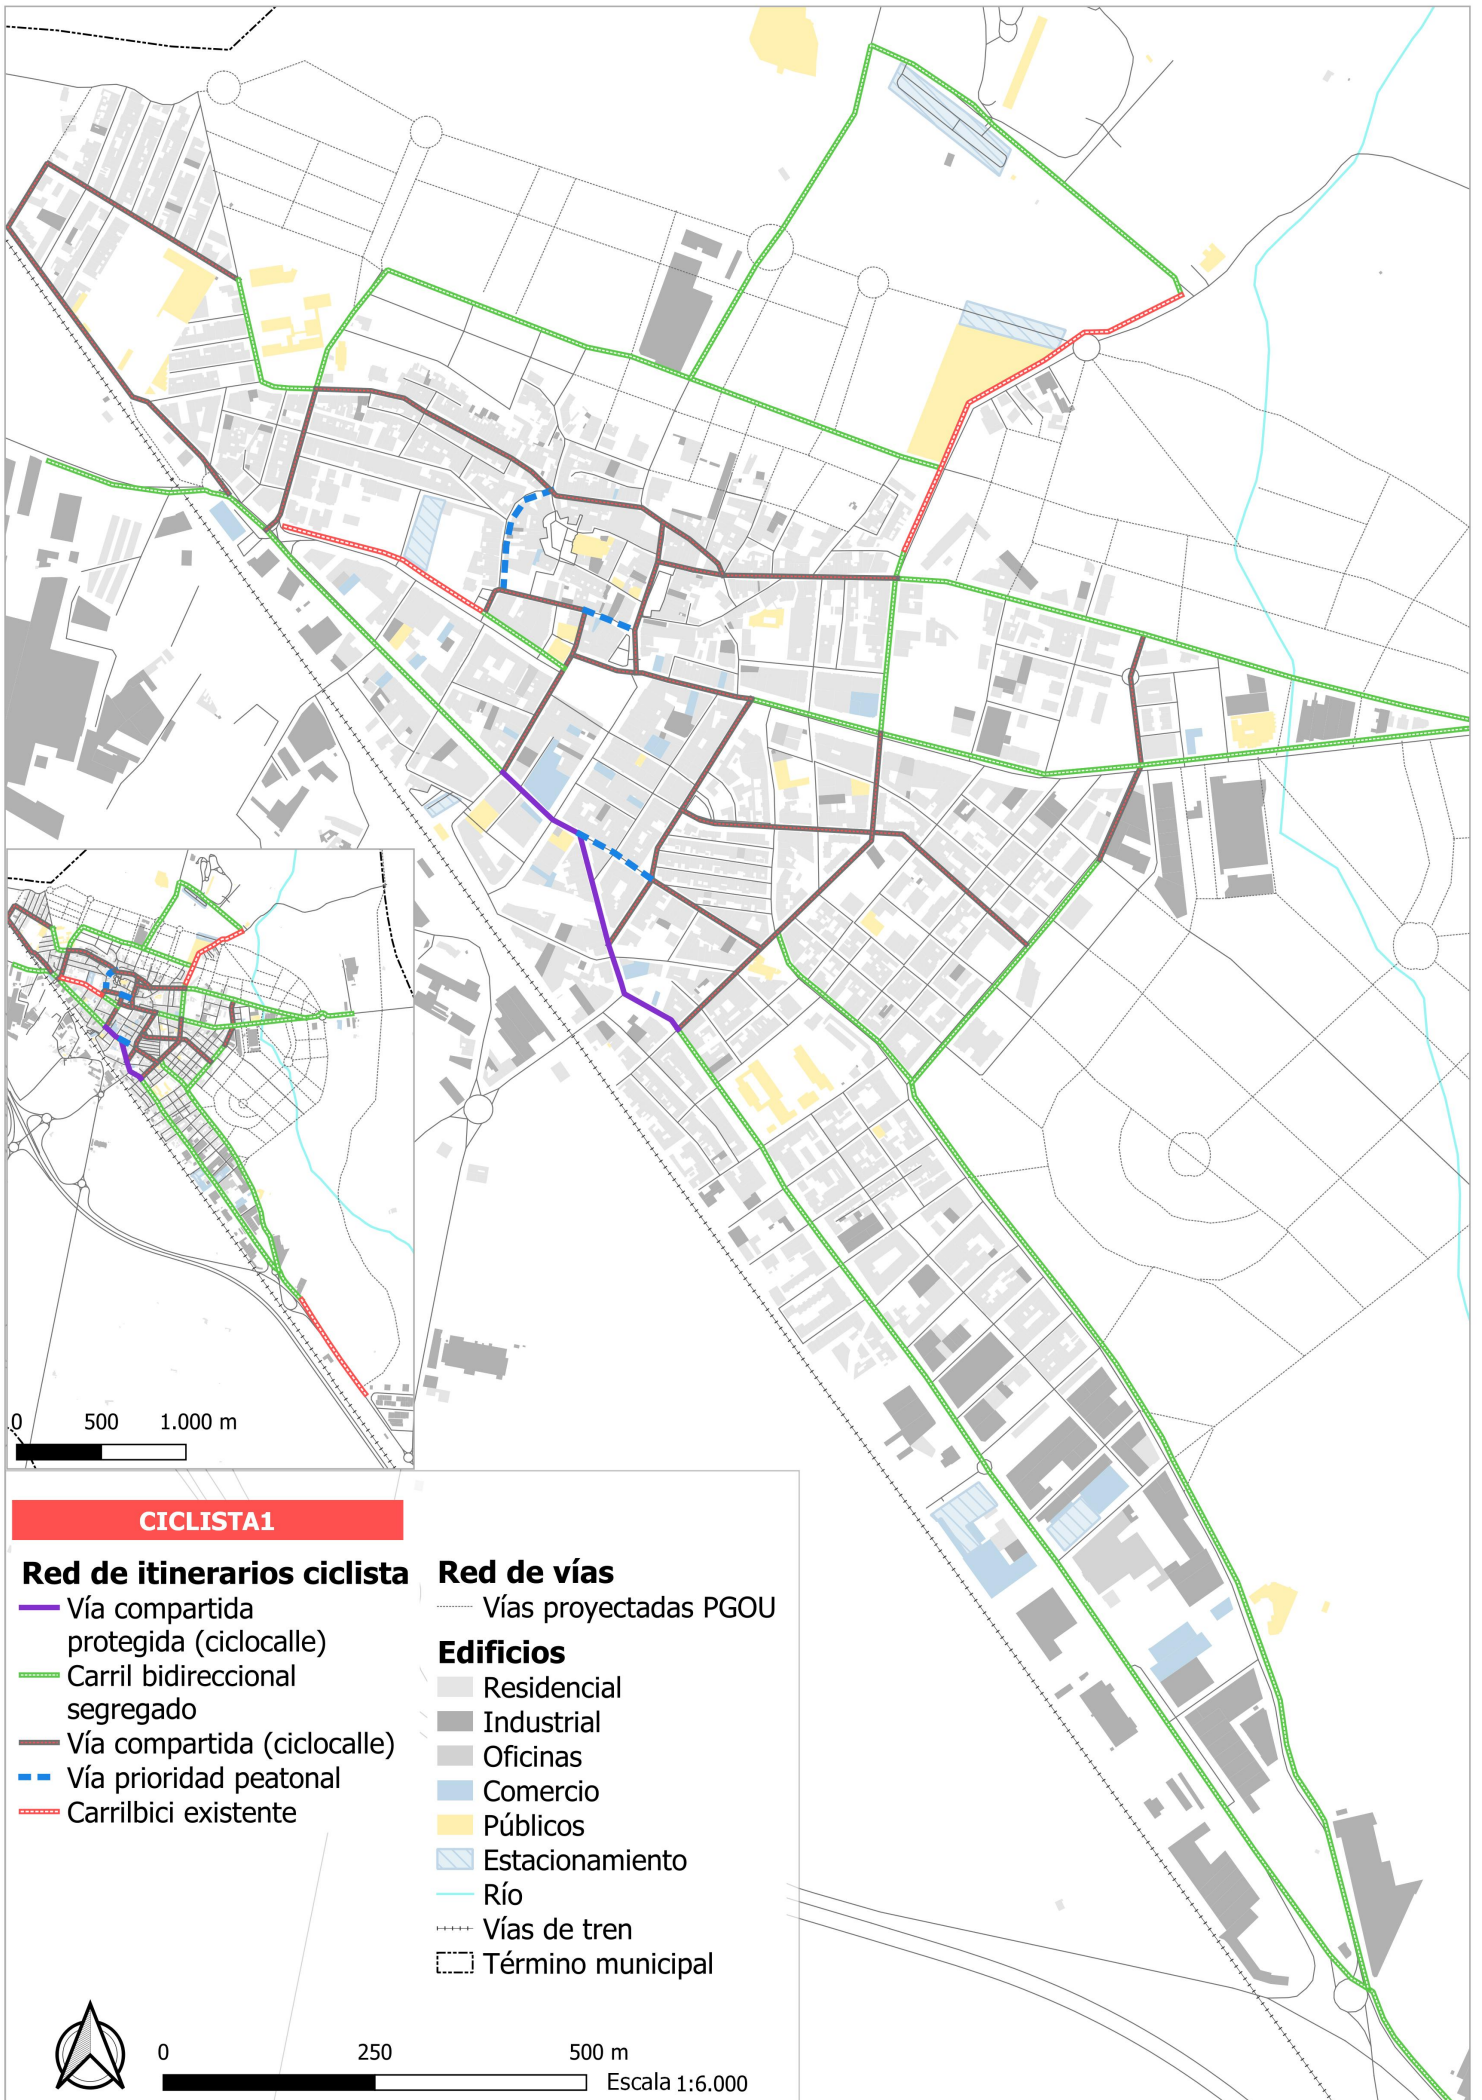 0 500 1.000 m
CICLISTA1
Red de itinerarios ciclista
Vía compartida
protegida (ciclocalle)
Carril bidireccional
segregado
Vía compartida (ciclocalle)
Vía prioridad peatonal
Carrilbici existente
Red de vías
Vías proyectadas PGOU
Edificios
Residencial
Industrial
Oficinas
Comercio
Públicos
Estacionamiento
Río
Vías de tren
Término municipal
0 250 500 m
Escala 1:6.000